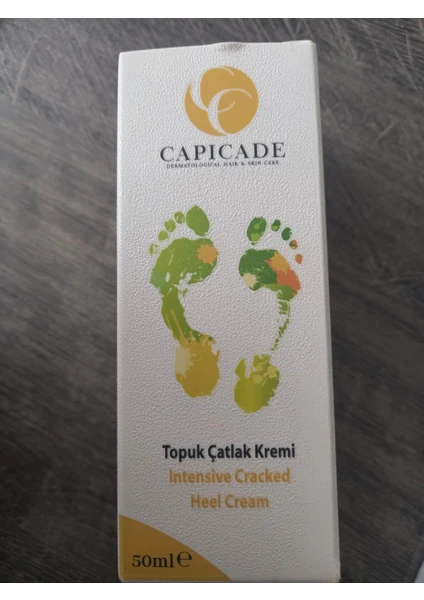 CAPICADE
DERMATOLOGICAL HAIR & SKIN CARE
Topuk Çatlak Kremi
Intensive Cracked
Heel Cream
50ml℮